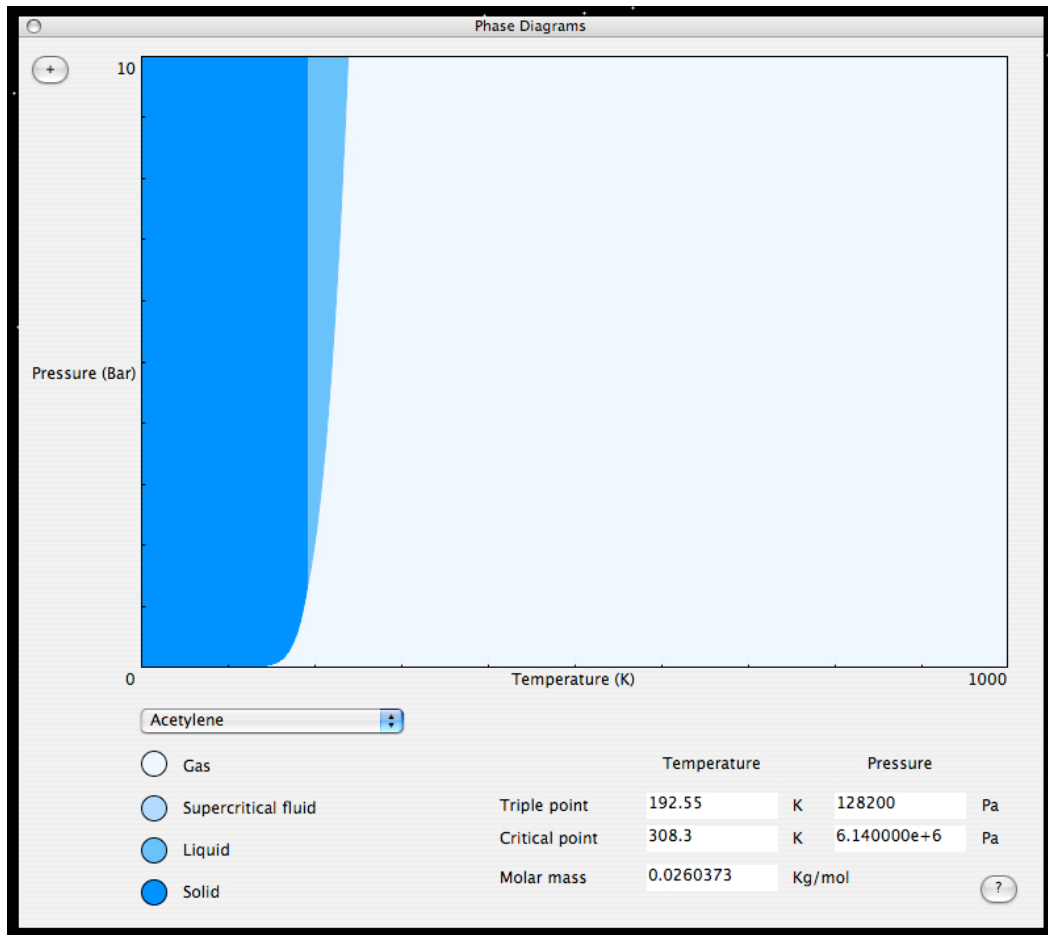 Phase Diagrams
+
10
Pressure (Bar)
0 Temperature (K) 1000
Acetylene
Gas
Supercritical fluid
Liquid
Solid
Temperature Pressure
Triple point 192.55 K 128200 Pa
Critical point 308.3 K 6.140000e+6 Pa
Molar mass 0.0260373 Kg/mol
?